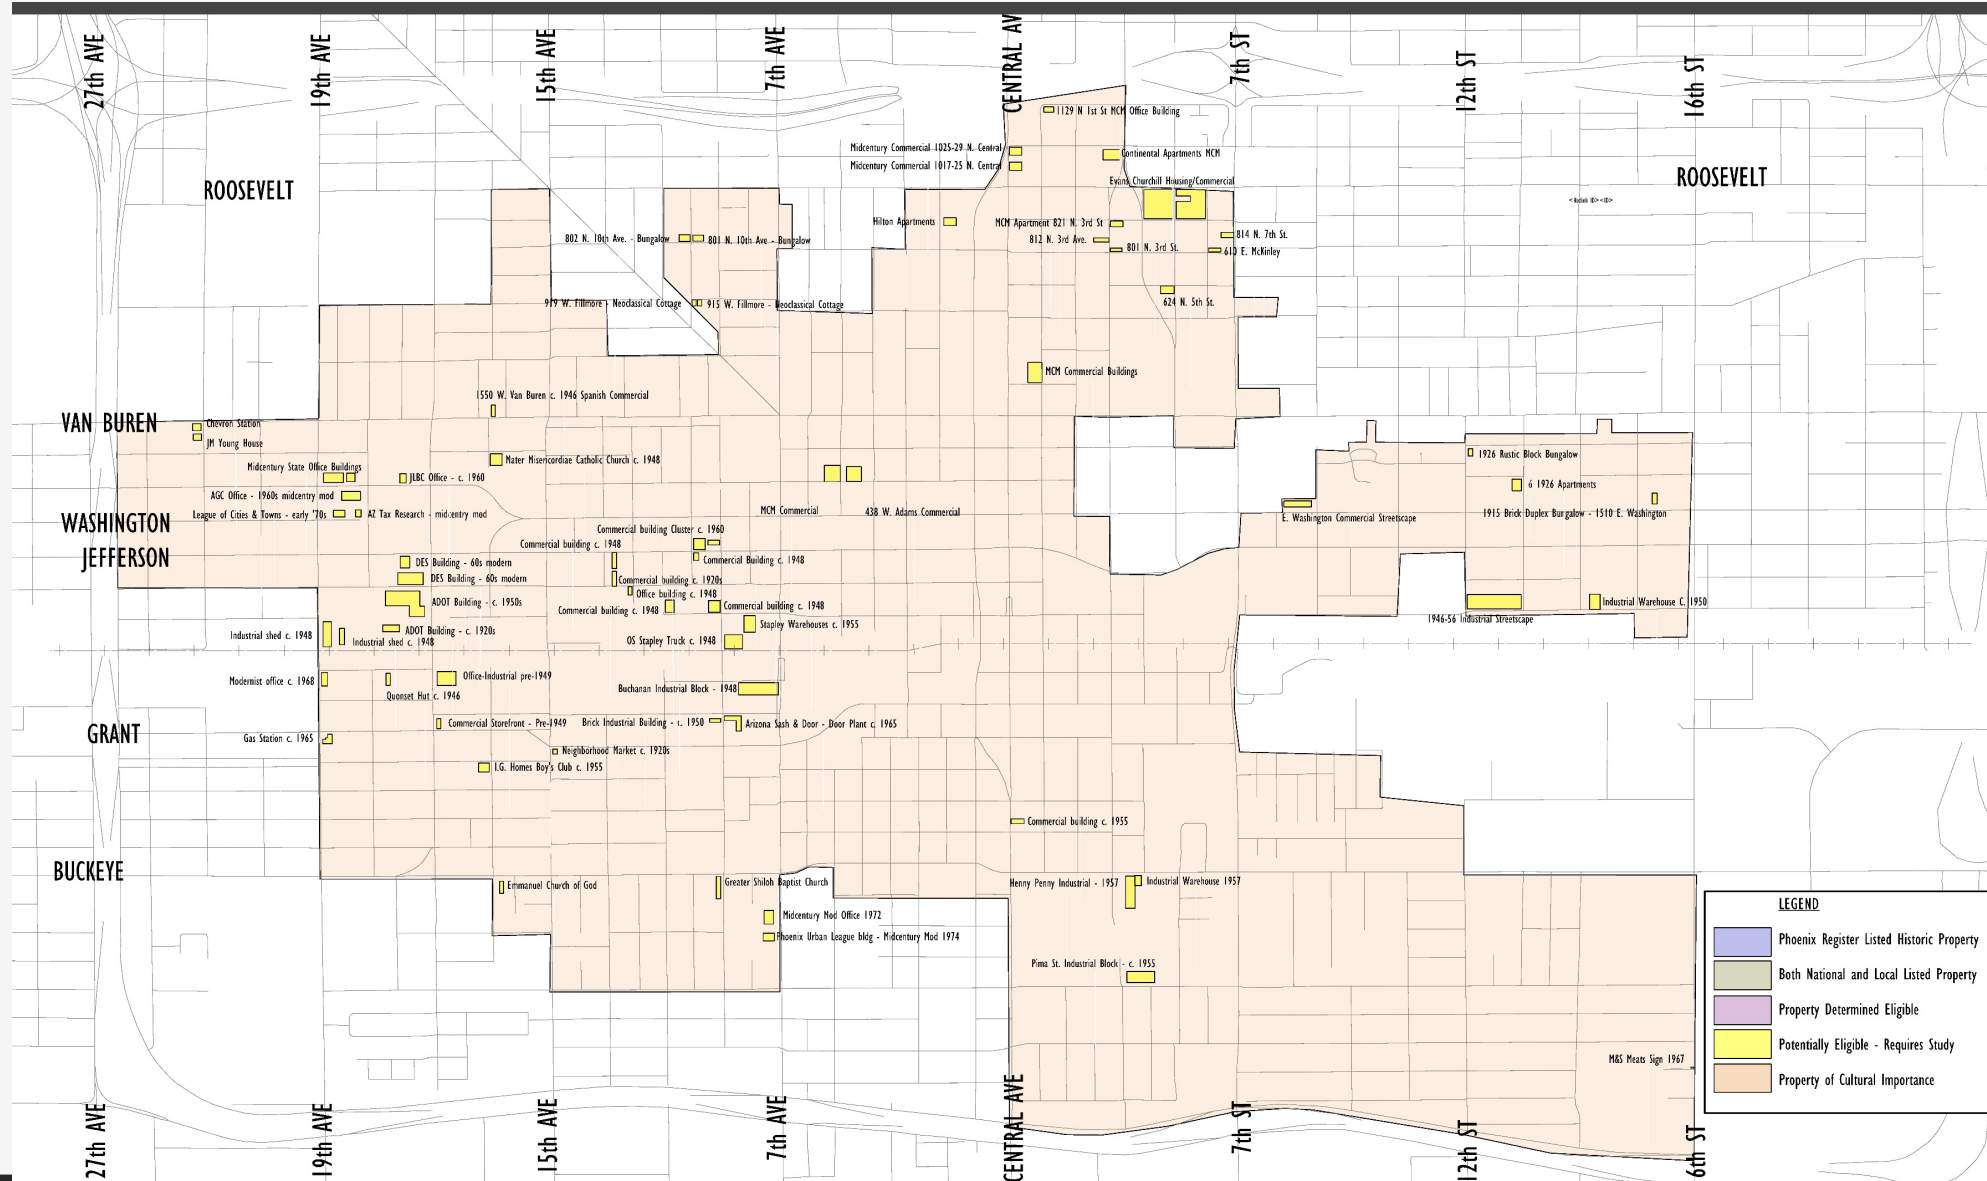 27th AVE
19th AVE
15th AVE
7th AVE
CENTRAL AV
7th ST
12th ST
16th ST
1129 N 1st St MCM Office Building
Midcentury Commercial 1025-29 N. Central
Continental Apartments MCM
Midcentury Commercial 1017-25 N. Central
ROOSEVELT
ROOSEVELT
Evans Churchill Housing/Commercial
Hilton Apartments
MCM Apartment 821 N. 3rd St
814 N. 7th St.
802 N. 10th Ave. - Bungalow
801 N. 10th Ave - Bungalow
812 N. 3rd Ave.
801 N. 3rd St.
610 E. McKinley
919 W. Fillmore - Neoclassical Cottage
915 W. Fillmore - Neoclassical Cottage
624 N. 5th St.
MCM Commercial Buildings
1550 W. Van Buren c. 1946 Spanish Commercial
VAN BUREN
Chevron Station
JM Young House
Mater Misericordiae Catholic Church c. 1948
1926 Rustic Block Bungalow
Midcentury State Office Buildings
JLBC Office - c. 1960
6 1926 Apartments
AGC Office - 1960s midcentry mod
League of Cities & Towns - early '70s
AZ Tax Research - midcentry mod
MCM Commercial
438 W. Adams Commercial
E. Washington Commercial Streetscape
1915 Brick Duplex Bungalow - 1510 E. Washington
WASHINGTON
Commercial building Cluster c. 1960
Commercial building c. 1948
JEFFERSON
DES Building - 60s modern
Commercial Building c. 1948
DES Building - 60s modern
Commercial building c. 1920s
Office building c. 1948
ADOT Building - c. 1950s
Commercial building c. 1948
Commercial building c. 1948
Industrial Warehouse C. 1950
1946-56 Industrial Streetscape
Stapley Warehouses c. 1955
ADOT Building - c. 1920s
Industrial shed c. 1948
Industrial shed c. 1948
OS Stapley Truck c. 1948
Modernist office c. 1968
Office-Industrial pre-1949
Quonset Hut c. 1946
Buchanan Industrial Block - 1948
Commercial Storefront - Pre-1949
Brick Industrial Building - c. 1950
Arizona Sash & Door - Door Plant c. 1965
GRANT
Gas Station c. 1965
Neighborhood Market c. 1920s
I.G. Homes Boy's Club c. 1955
Commercial building c. 1955
BUCKEYE
Emmanuel Church of God
Greater Shiloh Baptist Church
Henny Penny Industrial - 1957
Industrial Warehouse 1957
Midcentury Mod Office 1972
Phoenix Urban League bldg - Midcentury Mod 1974
Pima St. Industrial Block - c. 1955
M&S Meats Sign 1967
LEGEND
Phoenix Register Listed Historic Property
Both National and Local Listed Property
Property Determined Eligible
Potentially Eligible - Requires Study
Property of Cultural Importance
27th AVE
19th AVE
15th AVE
7th AVE
CENTRAL AVE
7th ST
12th ST
6th ST